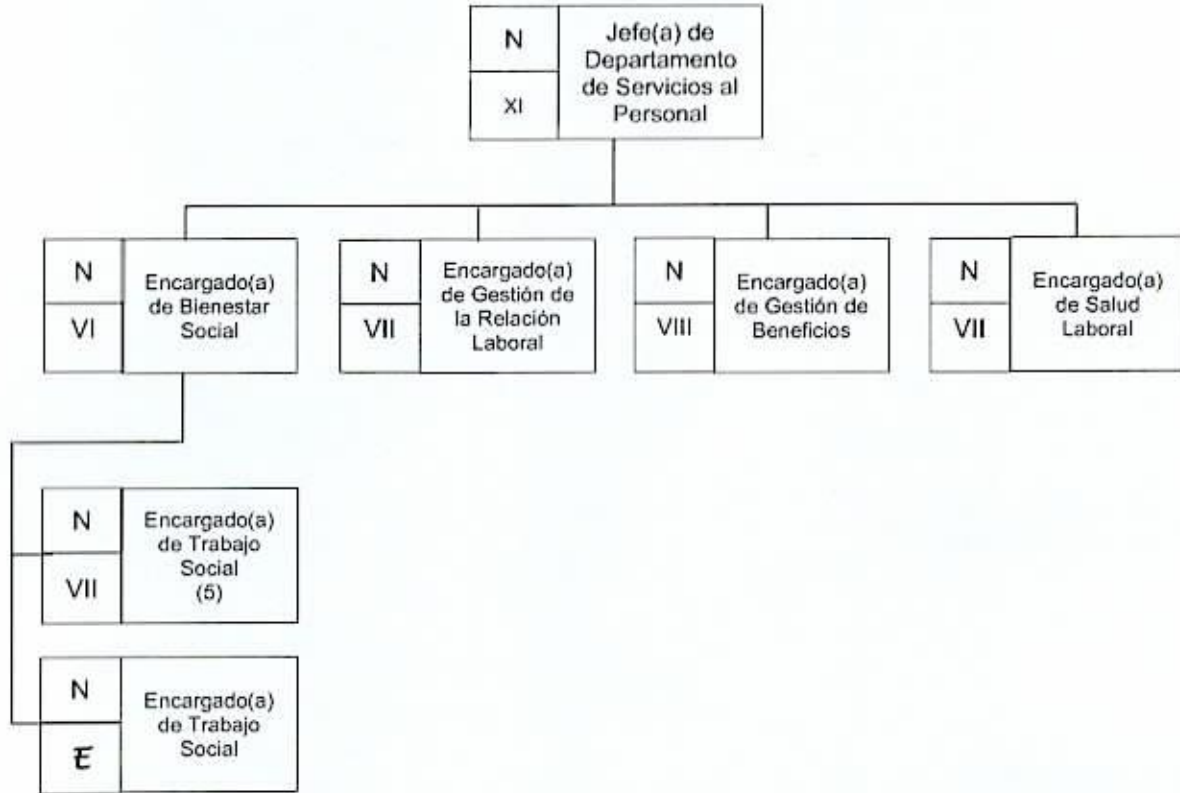 N
XI
Jefe(a) de
Departamento
de Servicios al
Personal
N
VI
Encargado(a)
de Bienestar
Social
N
VII
Encargado(a)
de Gestión de
la Relación
Laboral
N
VIII
Encargado(a)
de Gestión de
Beneficios
N
VII
Encargado(a)
de Salud
Laboral
N
VII
Encargado(a)
de Trabajo
Social
(5)
N
E
Encargado(a)
de Trabajo
Social